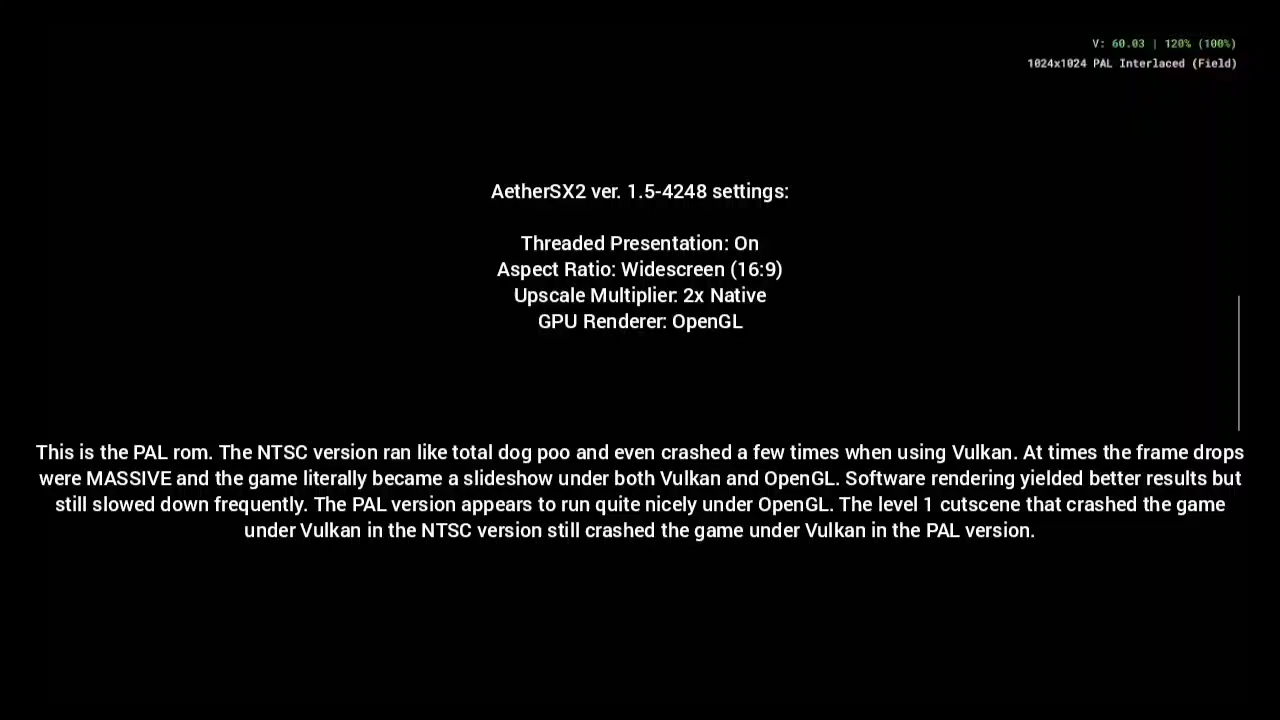 V: 60.03 | 120% (100%)
1024x1024 PAL Interlaced (Field)
AetherSX2 ver. 1.5-4248 settings:
Threaded Presentation: On
Aspect Ratio: Widescreen (16:9)
Upscale Multiplier: 2x Native
GPU Renderer: OpenGL
This is the PAL rom. The NTSC version ran like total dog poo and even crashed a few times when using Vulkan. At times the frame drops
were MASSIVE and the game literally became a slideshow under both Vulkan and OpenGL. Software rendering yielded better results but
still slowed down frequently. The PAL version appears to run quite nicely under OpenGL. The level 1 cutscene that crashed the game
under Vulkan in the NTSC version still crashed the game under Vulkan in the PAL version.